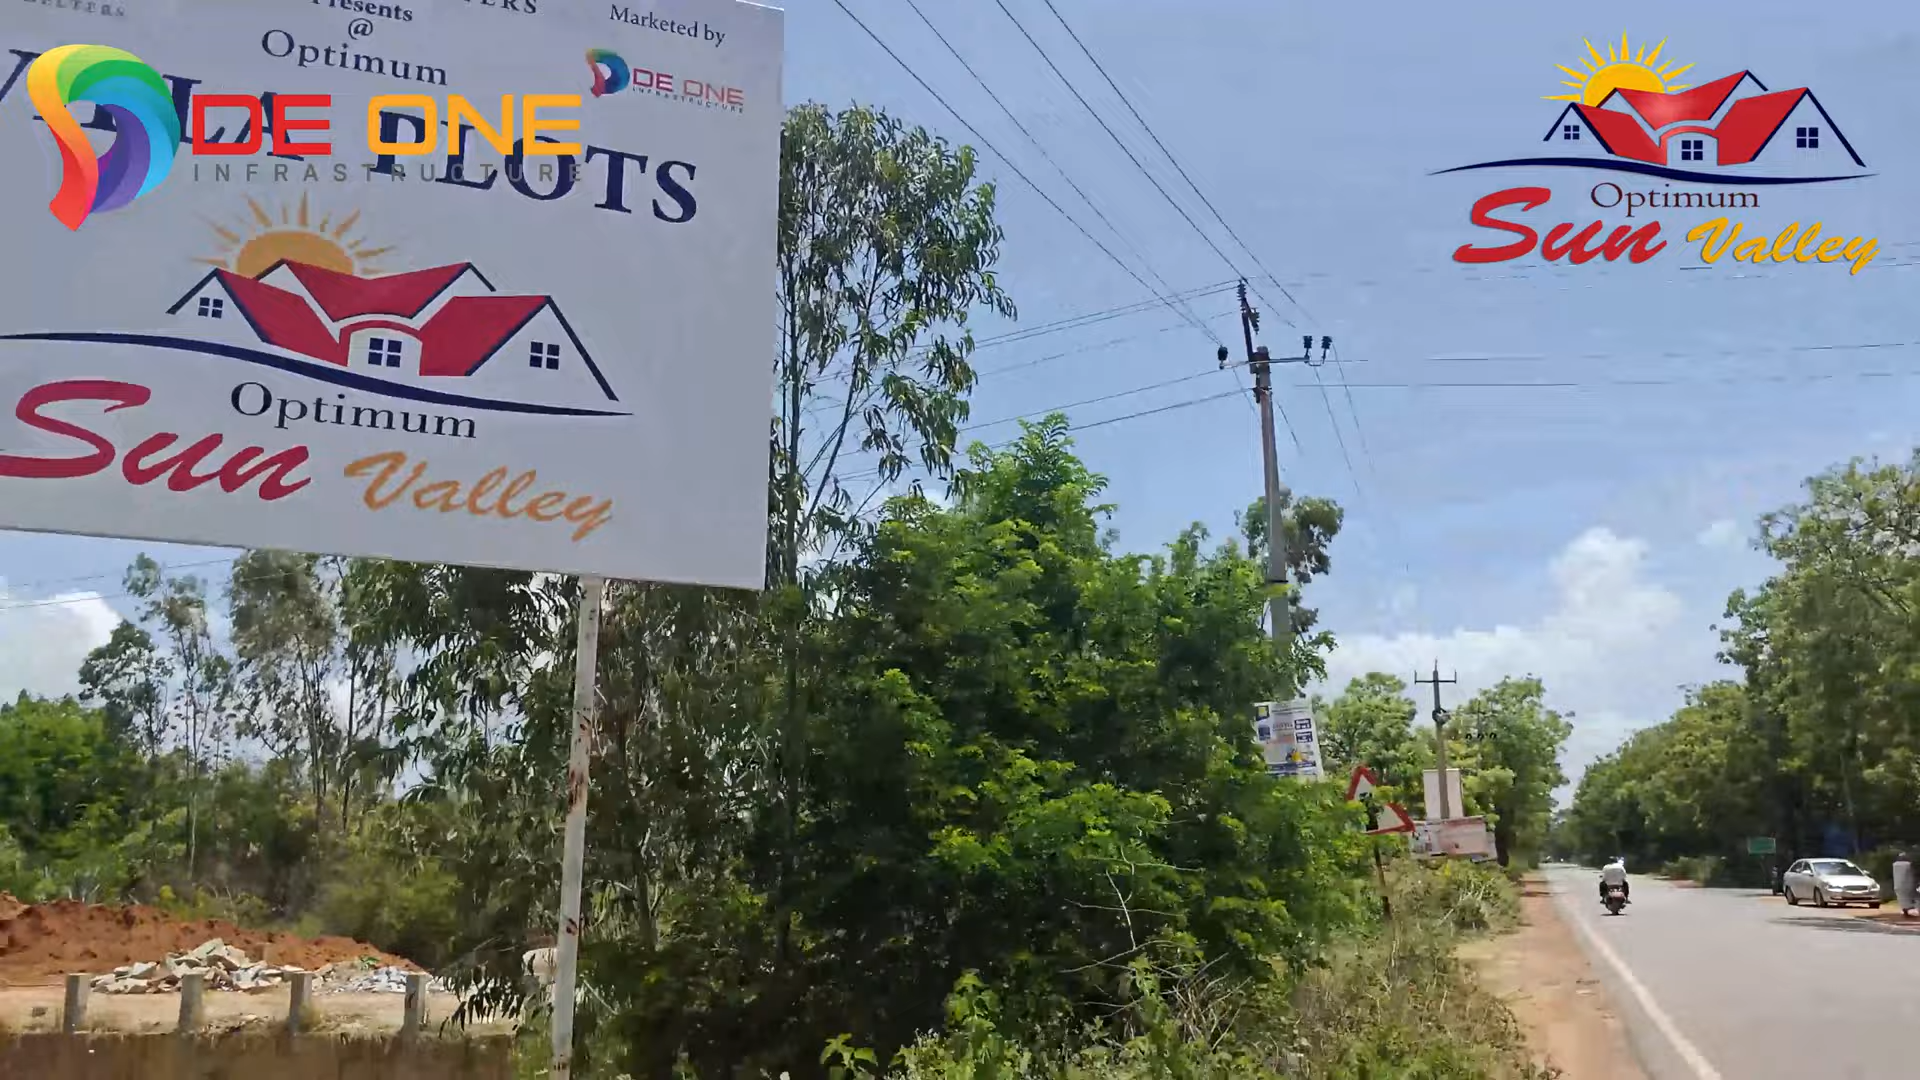 Presents
@
Optimum
Marketed by
DE ONE
INFRASTRUCTURE
PLOTS
Optimum
Sun Valley
DE ONE
INFRASTRUCTURE
Optimum
Sun Valley